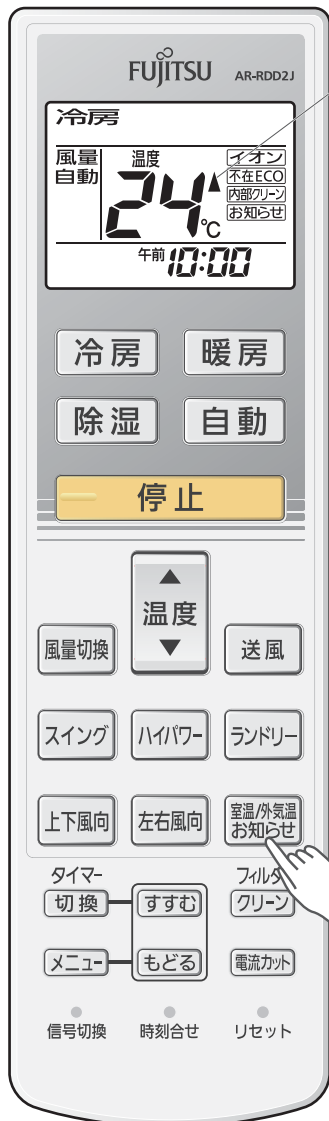 FUJITSU AR-RDD2J
冷房
風量 温度 イオン
自動 24℃ 不在ECO
内部クリーン
お知らせ
午前 10:00
冷房 暖房
除湿 自動
停止
▲
温度
▼
風量切換 送風
スイング ハイパワー ランドリー
上下風向 左右風向 室温/外気温
お知らせ
タイマー フィルタ
切換 すすむ クリーン
メニュー もどる 電流カット
信号切換 時刻合せ リセット